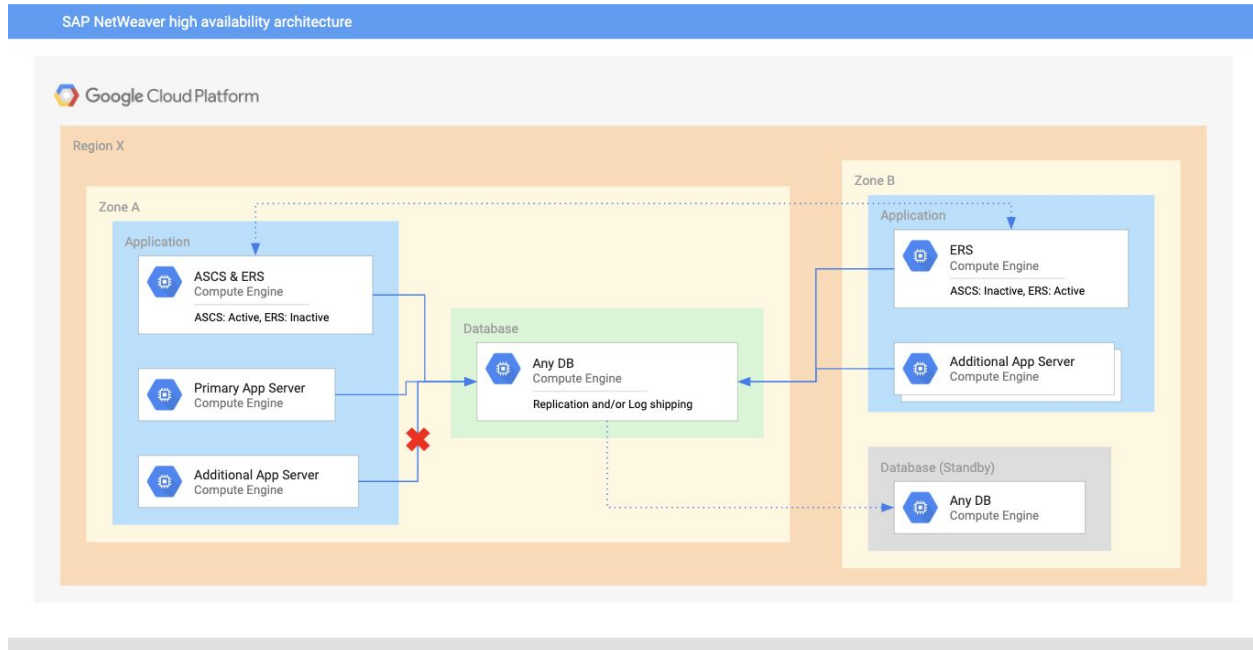 SAP NetWeaver high availability architecture
Google Cloud Platform
Region X
Zone A
Application
ASCS & ERS
Compute Engine
ASCS: Active, ERS: Inactive
Primary App Server
Compute Engine
Additional App Server
Compute Engine
Database
Any DB
Compute Engine
Replication and/or Log shipping
Zone B
Application
ERS
Compute Engine
ASCS: Inactive, ERS: Active
Additional App Server
Compute Engine
Database (Standby)
Any DB
Compute Engine